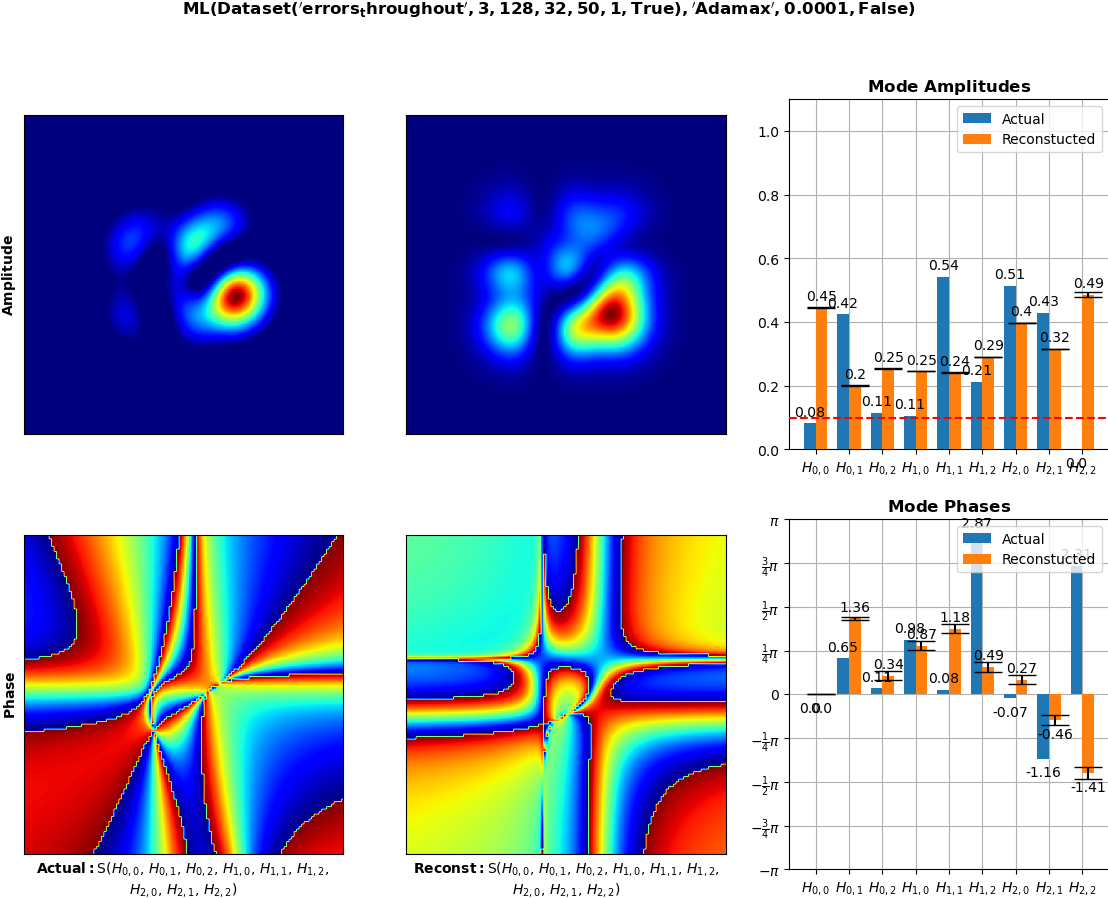 ML(Dataset('errors_throughout', 3, 128, 32, 50, 1, True), 'Adamax', 0.0001, False)
Amplitude
Mode Amplitudes
Actual
Reconstucted
1.0
0.8
0.6
0.4
0.2
0.0
0.08
0.45
0.42
0.2
0.11
0.25
0.11
0.25
0.54
0.24
0.21
0.29
0.51
0.4
0.43
0.32
0.0
0.49
H0,0 H0,1 H0,2 H1,0 H1,1 H1,2 H2,0 H2,1 H2,2
Phase
Actual: S(H0,0, H0,1, H0,2, H1,0, H1,1, H1,2,
H2,0, H2,1, H2,2)
Reconst: S(H0,0, H0,1, H0,2, H1,0, H1,1, H1,2,
H2,0, H2,1, H2,2)
Mode Phases
Actual
Reconstucted
π
3/4π
1/2π
1/4π
0
−1/4π
−1/2π
−3/4π
−π
0.0
0.0
0.65
1.36
0.34
0.98
0.87
0.08
1.18
2.87
0.49
-0.07
0.27
-1.16
-0.46
2.31
-1.41
H0,0 H0,1 H0,2 H1,0 H1,1 H1,2 H2,0 H2,1 H2,2